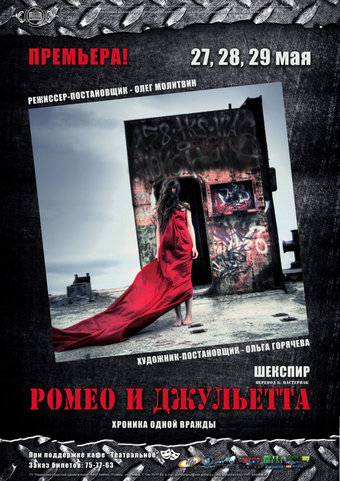 ПРЕМЬЕРА!
27, 28, 29 мая
РЕЖИССЕР-ПОСТАНОВЩИК - ОЛЕГ МОЛИТВИН
ХУДОЖНИК-ПОСТАНОВЩИК - ОЛЬГА ГОРЯЧЕВА
ШЕКСПИР
ПЕРЕВОД Б. ПАСТЕРНАК
РОМЕО И ДЖУЛЬЕТТА
ХРОНИКА ОДНОЙ ВРАЖДЫ
При поддержке кафе "Театральное"
Заказ билетов: 75-77-63